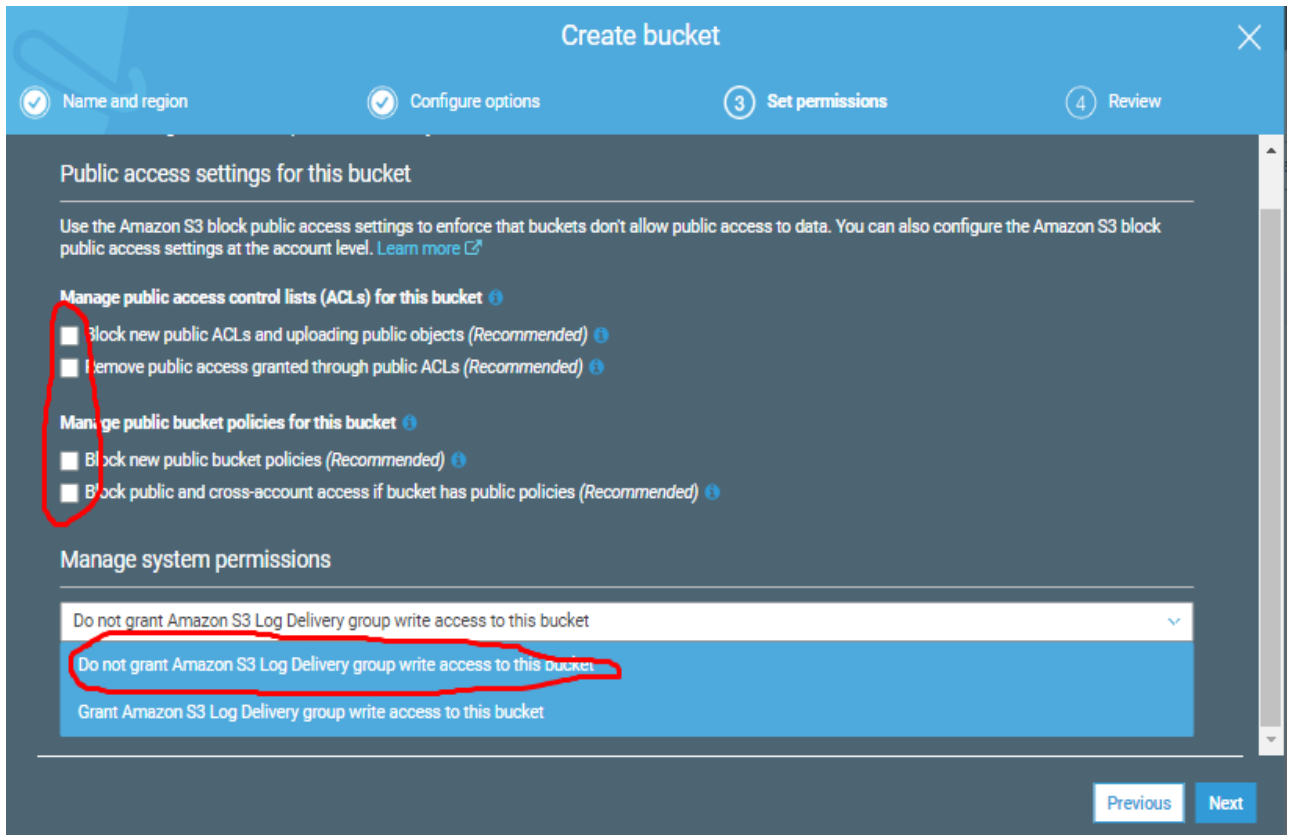 Create bucket
Name and region
Configure options
3 Set permissions
4 Review
Public access settings for this bucket
Use the Amazon S3 block public access settings to enforce that buckets don't allow public access to data. You can also configure the Amazon S3 block
public access settings at the account level. Learn more
Manage public access control lists (ACLs) for this bucket
Block new public ACLs and uploading public objects (Recommended)
Remove public access granted through public ACLs (Recommended)
Manage public bucket policies for this bucket
Block new public bucket policies (Recommended)
Block public and cross-account access if bucket has public policies (Recommended)
Manage system permissions
Do not grant Amazon S3 Log Delivery group write access to this bucket
Do not grant Amazon S3 Log Delivery group write access to this bucket
Grant Amazon S3 Log Delivery group write access to this bucket
Previous
Next